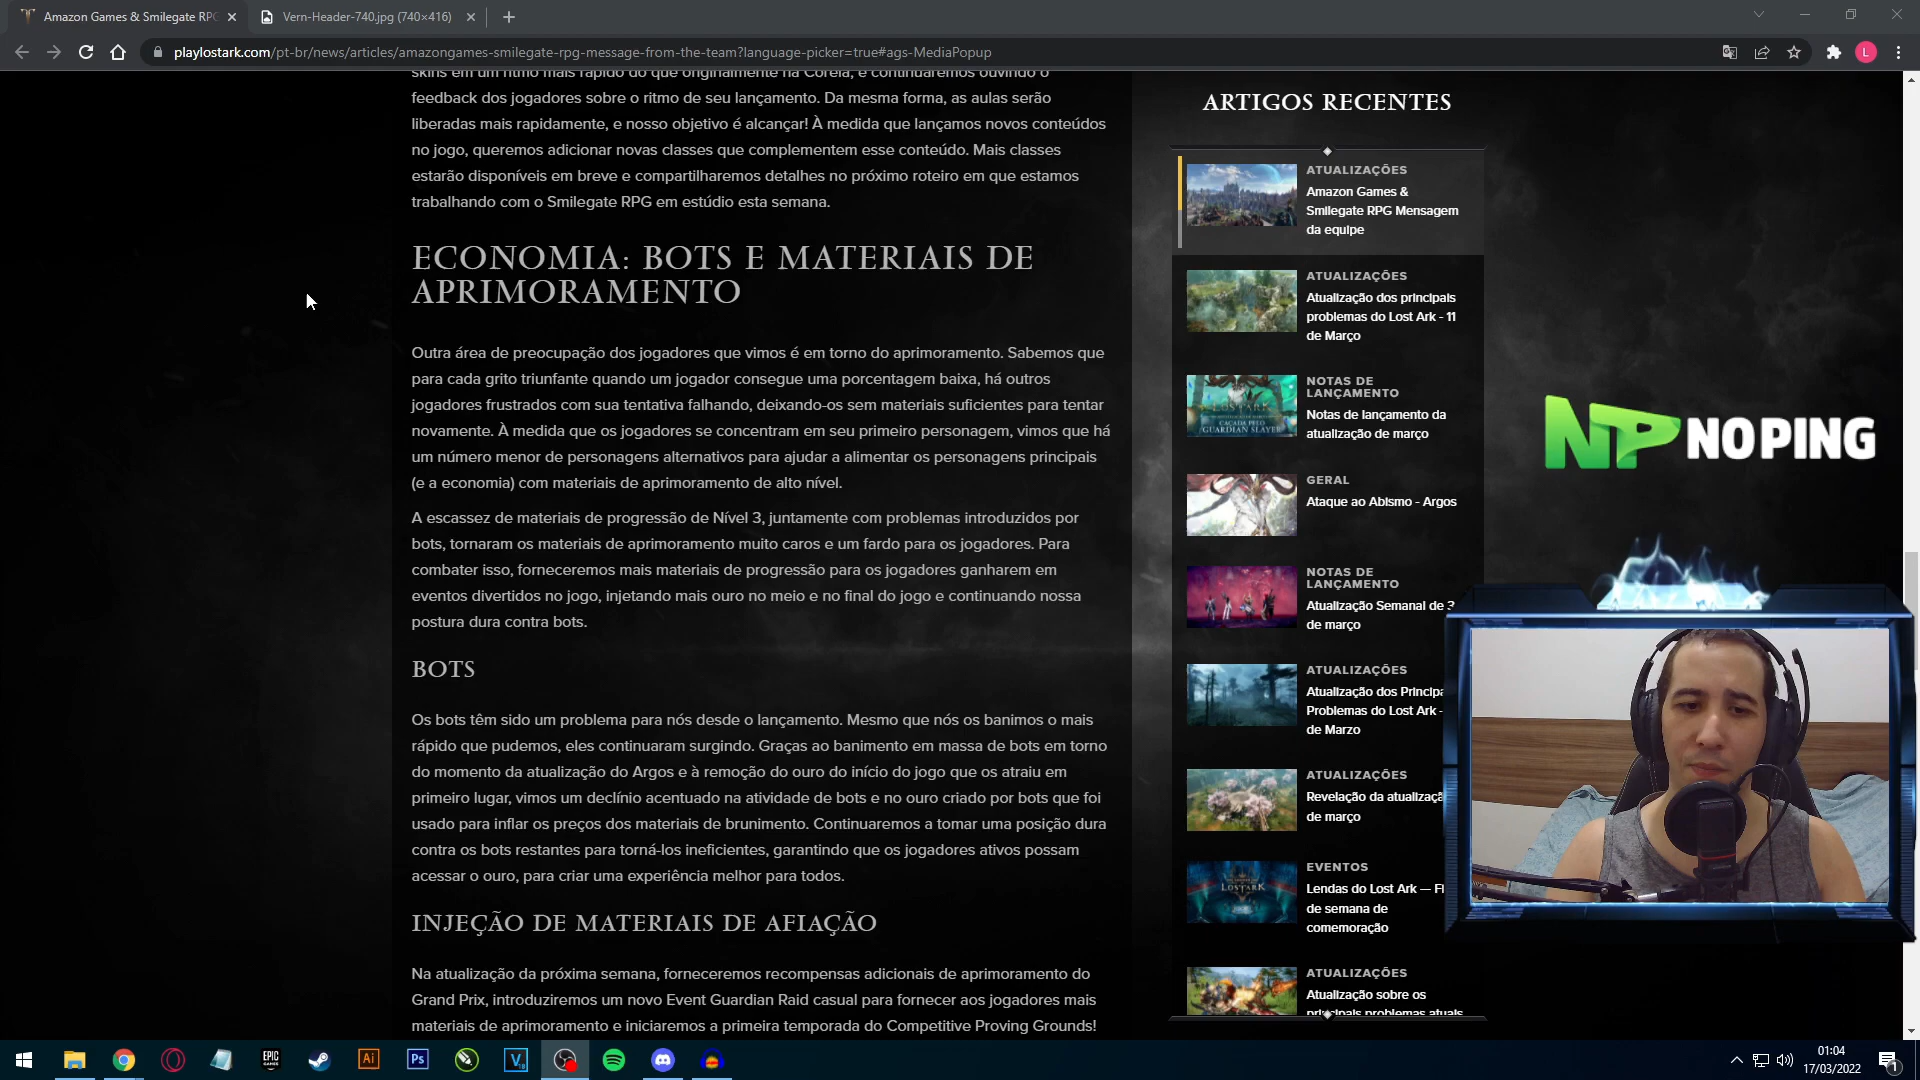 Amazon Games & Smilegate RPG
Vern-Header-740.jpg (740×416)
playlostark.com/pt-br/news/articles/amazongames-smilegate-rpg-message-from-the-team?language-picker=true#ags-MediaPopup
L
skins em um ritmo mais rápido do que originalmente na Coreia, e continuaremos ouvindo o
feedback dos jogadores sobre o ritmo de seu lançamento. Da mesma forma, as aulas serão
liberadas mais rapidamente, e nosso objetivo é alcançar! À medida que lançamos novos conteúdos
no jogo, queremos adicionar novas classes que complementem esse conteúdo. Mais classes
estarão disponíveis em breve e compartilharemos detalhes no próximo roteiro em que estamos
trabalhando com o Smilegate RPG em estúdio esta semana.
ECONOMIA: BOTS E MATERIAIS DE
APRIMORAMENTO
Outra área de preocupação dos jogadores que vimos é em torno do aprimoramento. Sabemos que
para cada grito triunfante quando um jogador consegue uma porcentagem baixa, há outros
jogadores frustrados com sua tentativa falhando, deixando-os sem materiais suficientes para tentar
novamente. À medida que os jogadores se concentram em seu primeiro personagem, vimos que há
um número menor de personagens alternativos para ajudar a alimentar os personagens principais
(e a economia) com materiais de aprimoramento de alto nível.
A escassez de materiais de progressão de Nível 3, juntamente com problemas introduzidos por
bots, tornaram os materiais de aprimoramento muito caros e um fardo para os jogadores. Para
combater isso, forneceremos mais materiais de progressão para os jogadores ganharem em
eventos divertidos no jogo, injetando mais ouro no meio e no final do jogo e continuando nossa
postura dura contra bots.
BOTS
Os bots têm sido um problema para nós desde o lançamento. Mesmo que nós os banimos o mais
rápido que pudemos, eles continuaram surgindo. Graças ao banimento em massa de bots em torno
do momento da atualização do Argos e à remoção do ouro do início do jogo que os atraiu em
primeiro lugar, vimos um declínio acentuado na atividade de bots e no ouro criado por bots que foi
usado para inflar os preços dos materiais de brunimento. Continuaremos a tomar uma posição dura
contra os bots restantes para torná-los ineficientes, garantindo que os jogadores ativos possam
acessar o ouro, para criar uma experiência melhor para todos.
INJEÇÃO DE MATERIAIS DE AFIAÇÃO
Na atualização da próxima semana, forneceremos recompensas adicionais de aprimoramento do
Grand Prix, introduziremos um novo Event Guardian Raid casual para fornecer aos jogadores mais
materiais de aprimoramento e iniciaremos a primeira temporada do Competitive Proving Grounds!
ARTIGOS RECENTES
ATUALIZAÇÕES
Amazon Games &
Smilegate RPG Mensagem
da equipe
ATUALIZAÇÕES
Atualização dos principais
problemas do Lost Ark - 11
de Março
LOST ARK
CAÇADA PELO
GUARDIAN SLAYER
NOTAS DE
LANÇAMENTO
Notas de lançamento da
atualização de março
GERAL
Ataque ao Abismo - Argos
NOTAS DE
LANÇAMENTO
Atualização Semanal de 3
de março
ATUALIZAÇÕES
Atualização dos Principa
Problemas do Lost Ark -
de Marzo
ATUALIZAÇÕES
Revelação da atualizaçã
de março
LOST ARK
EVENTOS
Lendas do Lost Ark — Fi
de semana de
comemoração
ATUALIZAÇÕES
Atualização sobre os
principais problemas atuais
NP NOPING
EPIC
GAMES
Ai
Ps
V
01:04
17/03/2022
1